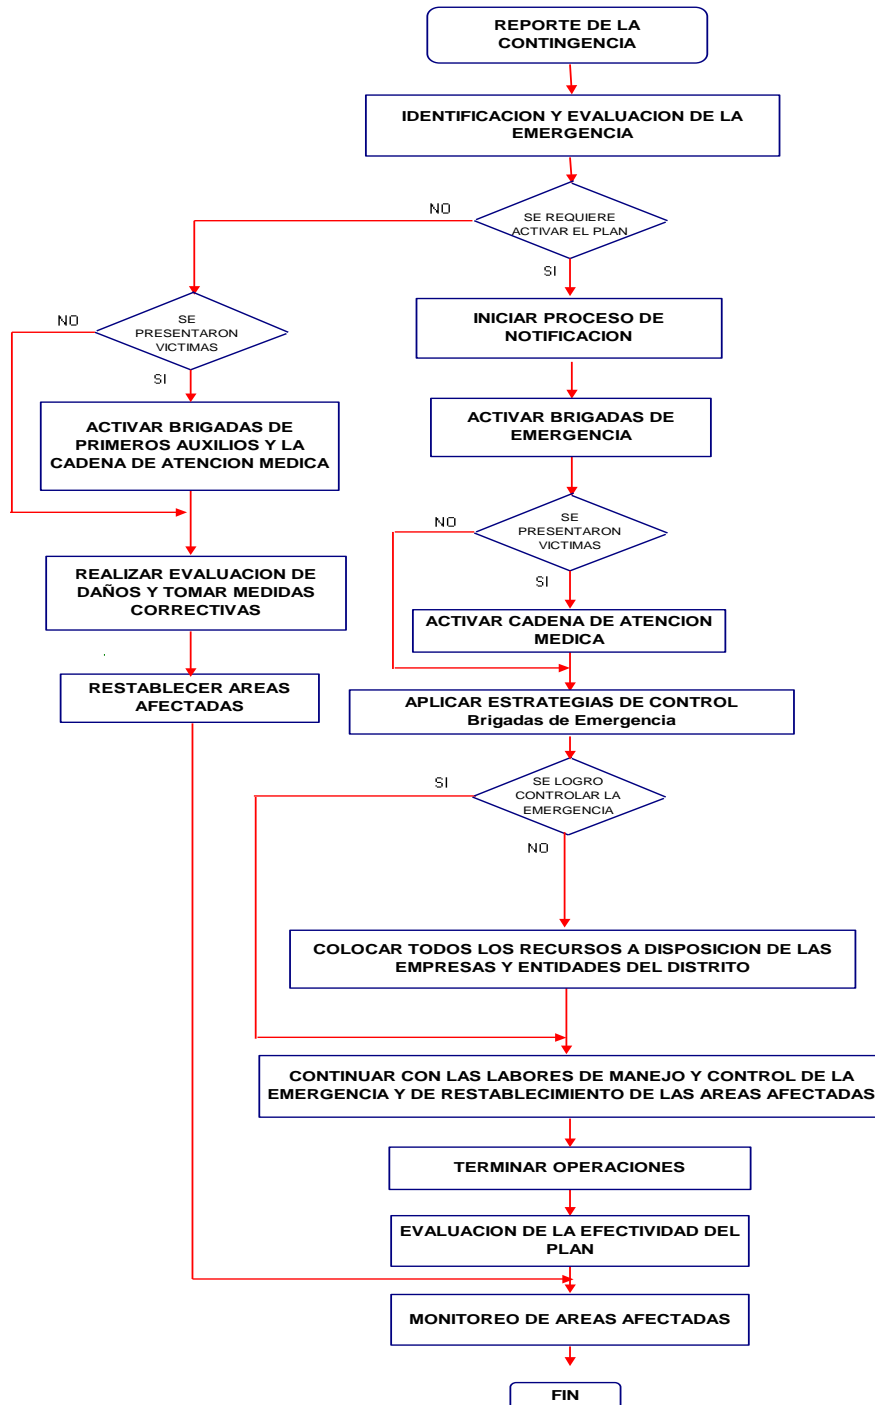 REPORTE DE LA
CONTINGENCIA
IDENTIFICACION Y EVALUACION DE LA
EMERGENCIA
NO
SE REQUIERE
ACTIVAR EL PLAN
SI
NO
SE
PRESENTARON
VICTIMAS
SI
INICIAR PROCESO DE
NOTIFICACION
ACTIVAR BRIGADAS DE
PRIMEROS AUXILIOS Y LA
CADENA DE ATENCION MEDICA
ACTIVAR BRIGADAS DE
EMERGENCIA
NO
SE
PRESENTARON
VICTIMAS
SI
REALIZAR EVALUACION DE
DAÑOS Y TOMAR MEDIDAS
CORRECTIVAS
ACTIVAR CADENA DE ATENCION
MEDICA
RESTABLECER AREAS
AFECTADAS
APLICAR ESTRATEGIAS DE CONTROL
Brigadas de Emergencia
SI
SE LOGRO
CONTROLAR LA
EMERGENCIA
NO
COLOCAR TODOS LOS RECURSOS A DISPOSICION DE LAS
EMPRESAS Y ENTIDADES DEL DISTRITO
CONTINUAR CON LAS LABORES DE MANEJO Y CONTROL DE LA
EMERGENCIA Y DE RESTABLECIMIENTO DE LAS AREAS AFECTADAS
TERMINAR OPERACIONES
EVALUACION DE LA EFECTIVIDAD DEL
PLAN
MONITOREO DE AREAS AFECTADAS
FIN